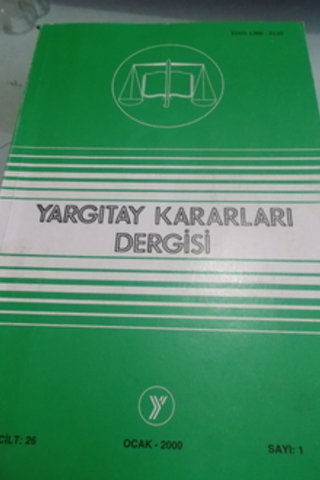 YARGITAY KARARLARI
DERGİSİ
CİLT: 26
OCAK - 2000
SAYI: 1